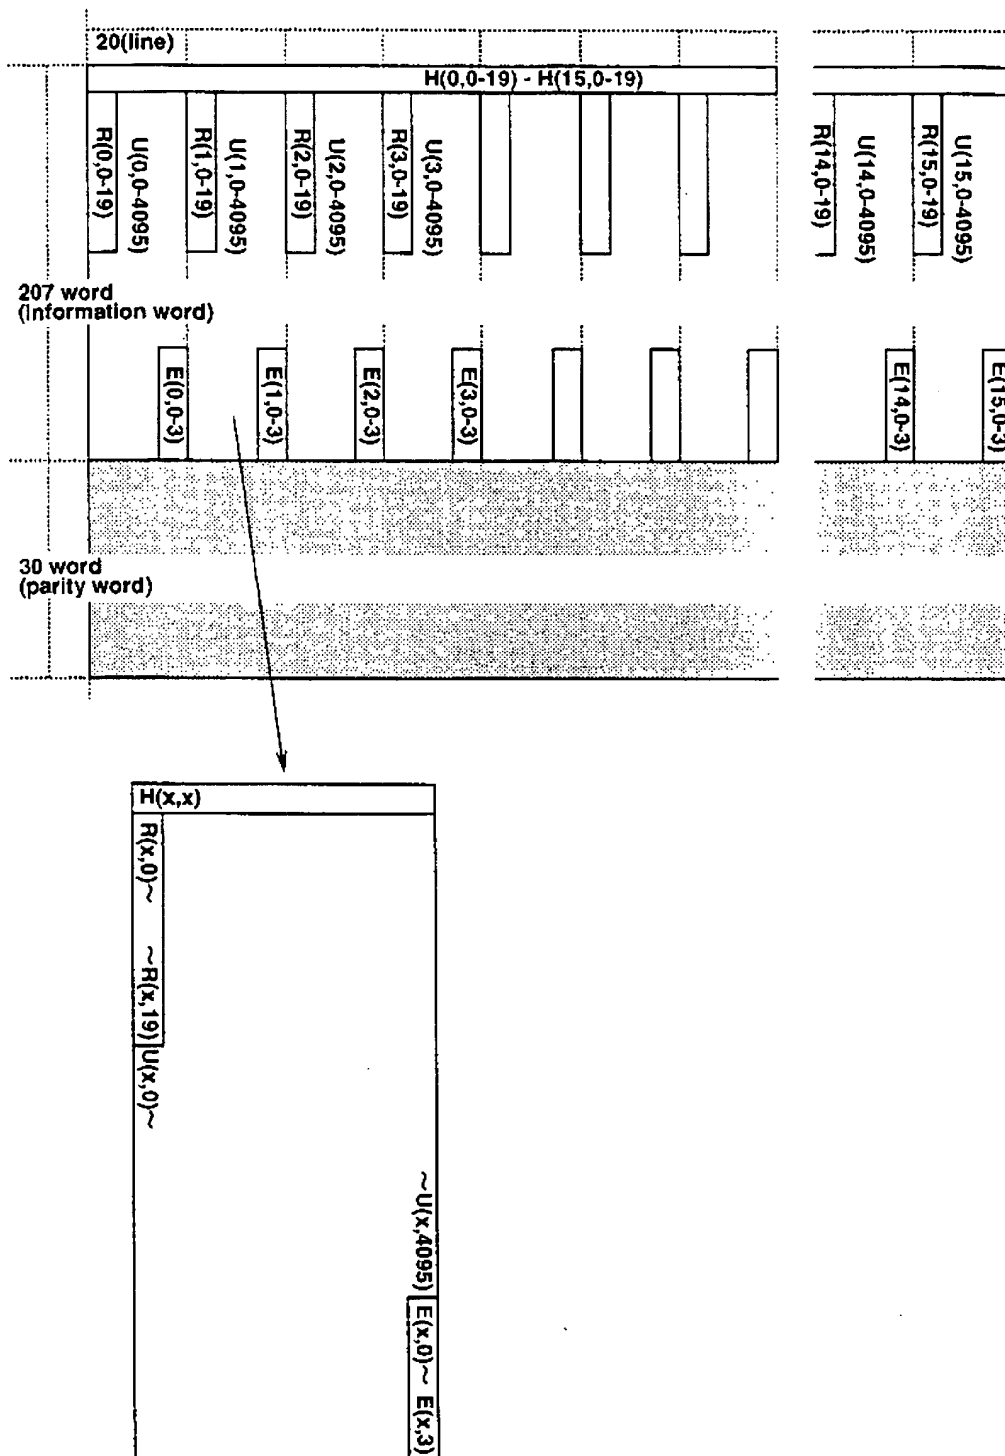 20(line)
H(0,0-19) - H(15,0-19)
R(0,0-19)
U(0,0-4095)
R(1,0-19)
U(1,0-4095)
R(2,0-19)
U(2,0-4095)
R(3,0-19)
U(3,0-4095)
R(14,0-19)
U(14,0-4095)
R(15,0-19)
U(15,0-4095)
207 word
(information word)
E(0,0-3)
E(1,0-3)
E(2,0-3)
E(3,0-3)
E(14,0-3)
E(15,0-3)
30 word
(parity word)
H(x,x)
R(x,0)~ ~R(x,19)
U(x,0)~
~U(x,4095)
E(x,0)~ E(x,3)